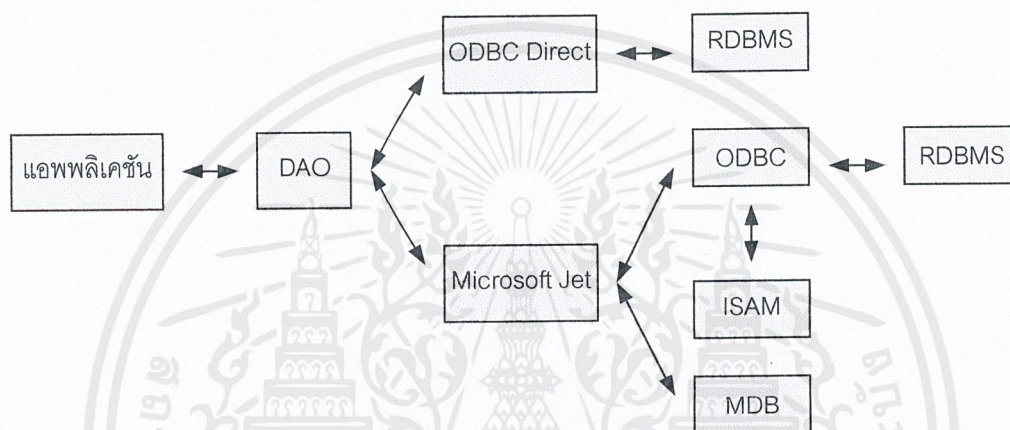 ODBC Direct
RDBMS
แอพพลิเคชัน
DAO
ODBC
RDBMS
Microsoft Jet
ISAM
MDB